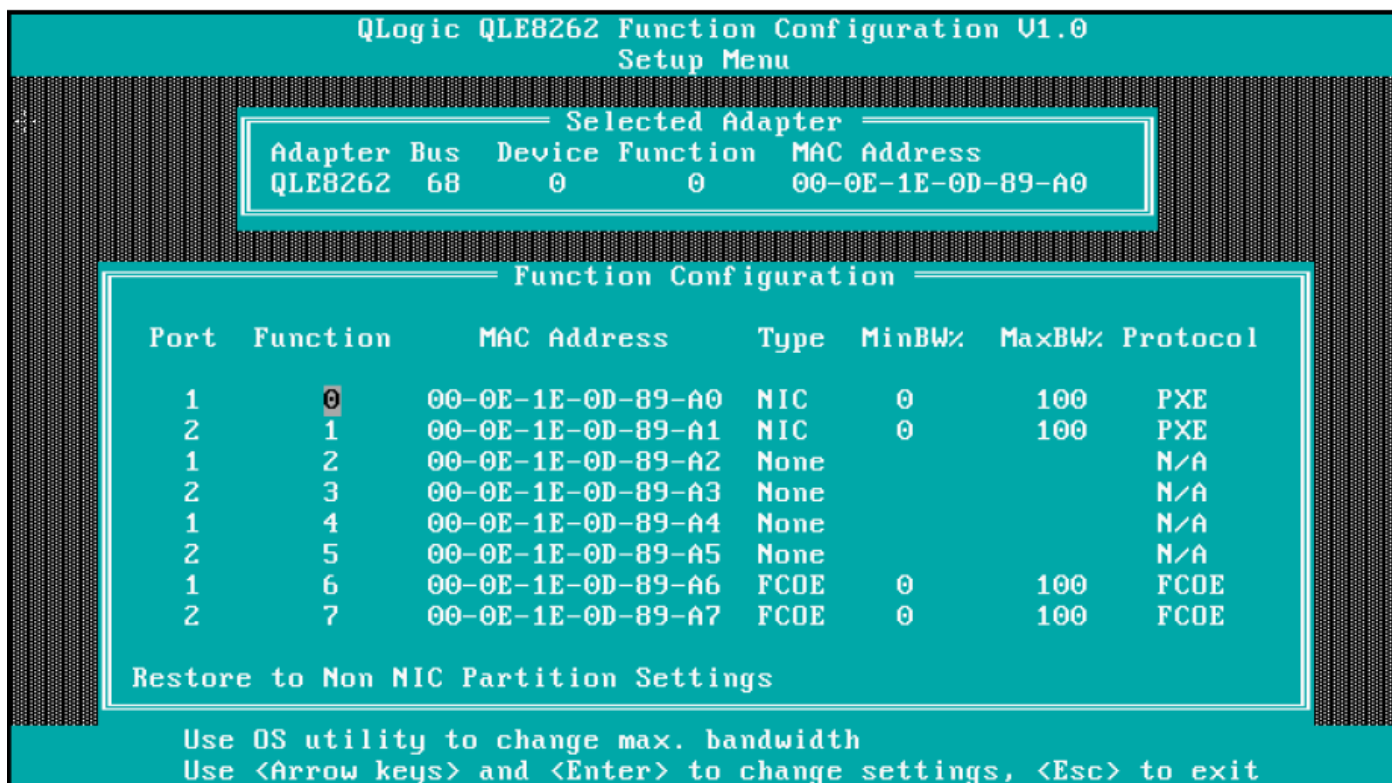 QLogic QLE8262 Function Configuration V1.0
Setup Menu
Selected Adapter
Adapter Bus Device Function MAC Address
QLE8262 68 0 0 00-0E-1E-0D-89-A0
Function Configuration
Port Function MAC Address Type MinBW% MaxBW% Protocol
1 0 00-0E-1E-0D-89-A0 NIC 0 100 PXE
2 1 00-0E-1E-0D-89-A1 NIC 0 100 PXE
1 2 00-0E-1E-0D-89-A2 None N/A
2 3 00-0E-1E-0D-89-A3 None N/A
1 4 00-0E-1E-0D-89-A4 None N/A
2 5 00-0E-1E-0D-89-A5 None N/A
1 6 00-0E-1E-0D-89-A6 FCOE 0 100 FCOE
2 7 00-0E-1E-0D-89-A7 FCOE 0 100 FCOE
Restore to Non NIC Partition Settings
Use OS utility to change max. bandwidth
Use <Arrow keys> and <Enter> to change settings, <Esc> to exit